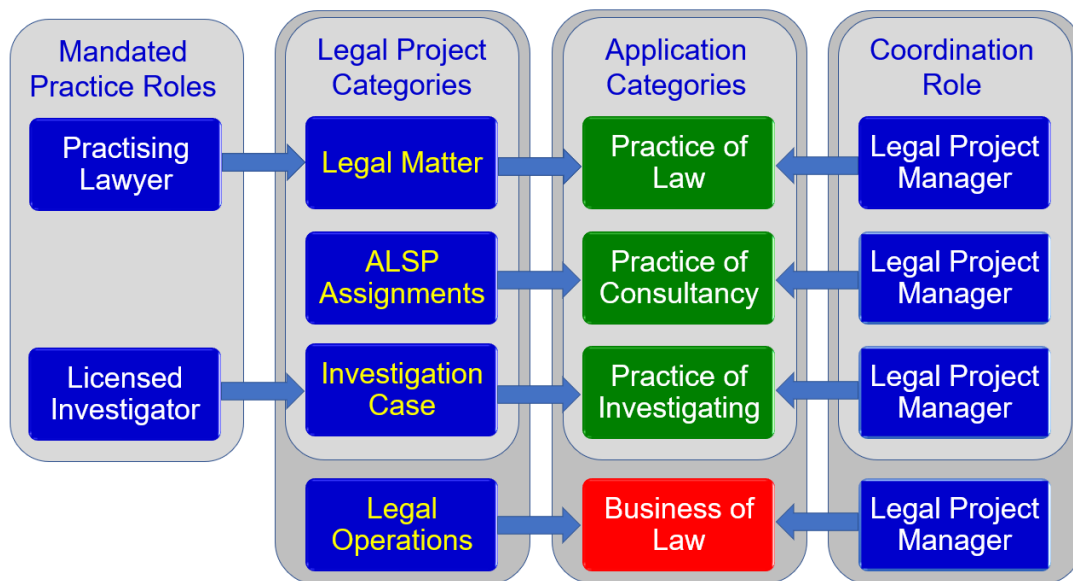 Mandated
Practice Roles
Legal Project
Categories
Application
Categories
Coordination
Role
Practising
Lawyer
Legal Matter
Practice of
Law
Legal Project
Manager
ALSP
Assignments
Practice of
Consultancy
Legal Project
Manager
Licensed
Investigator
Investigation
Case
Practice of
Investigating
Legal Project
Manager
Legal
Operations
Business of
Law
Legal Project
Manager